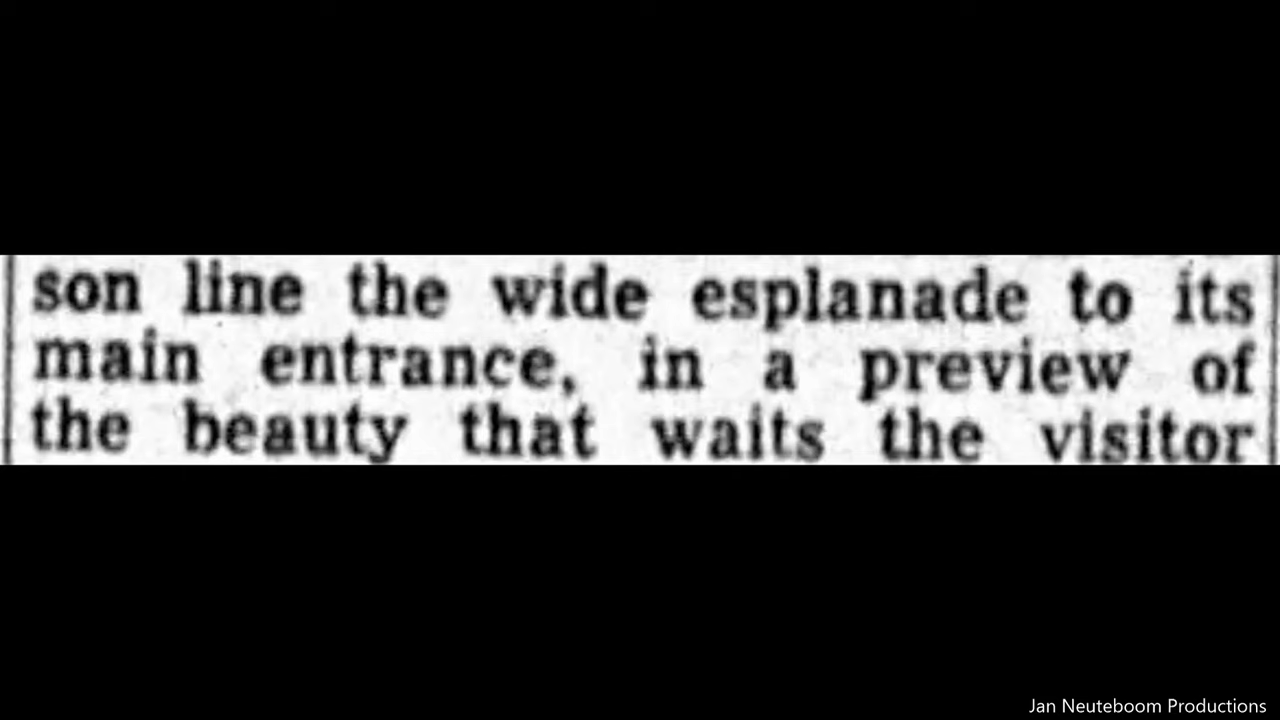 son line the wide esplanade to its
main entrance, in a preview of
the beauty that waits the visitor
Jan Neuteboom Productions